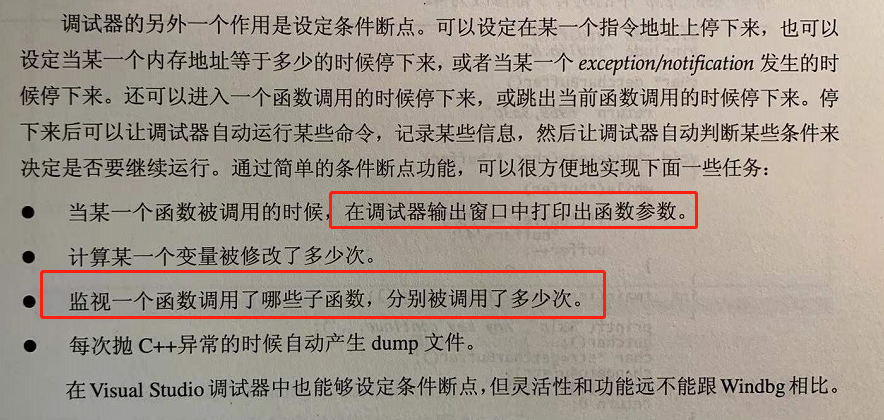 调试器的另外一个作用是设定条件断点。可以设定在某一个指令地址上停下来，也可以
设定当某一个内存地址等于多少的时候停下来，或者当某一个 exception/notification 发生的时
候停下来。还可以进入一个函数调用的时候停下来，或跳出当前函数调用的时候停下来。停
下来后可以让调试器自动运行某些命令，记录某些信息，然后让调试器自动判断某些条件来
决定是否要继续运行。通过简单的条件断点功能，可以很方便地实现下面一些任务：
● 当某一个函数被调用的时候，在调试器输出窗口中打印出函数参数。
● 计算某一个变量被修改了多少次。
● 监视一个函数调用了哪些子函数，分别被调用了多少次。
● 每次抛 C++异常的时候自动产生 dump 文件。
在 Visual Studio 调试器中也能够设定条件断点，但灵活性和功能远不能跟 Windbg 相比。